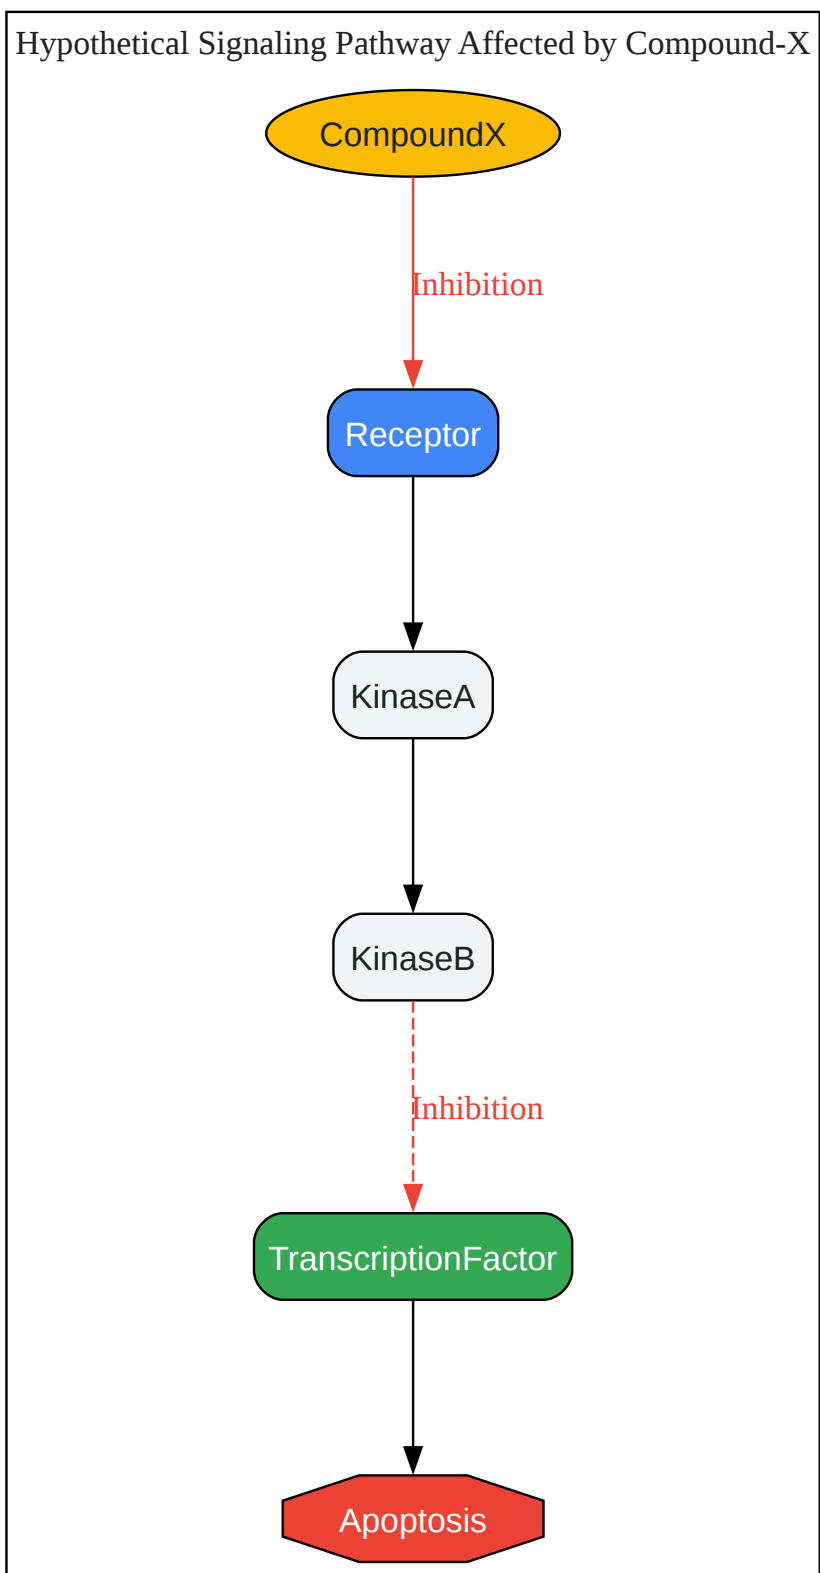 Hypothetical Signaling Pathway Affected by Compound-X
CompoundX
Inhibition
Receptor
KinaseA
KinaseB
Inhibition
TranscriptionFactor
Apoptosis